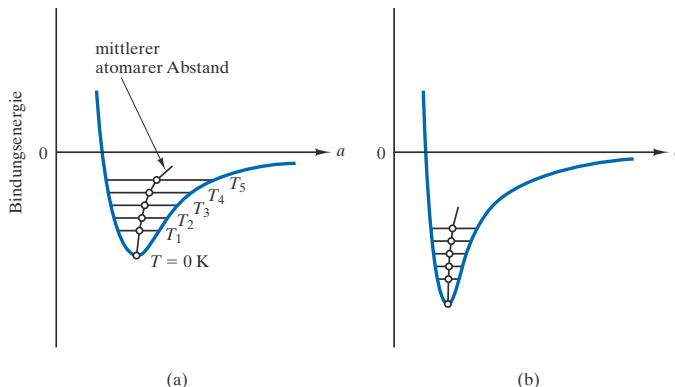 mittlerer
atomarer Abstand
Bindungsenergie
0
a
T₅
T₄
T₃
T₂
T₁
T = 0 K
(a)
0
(b)